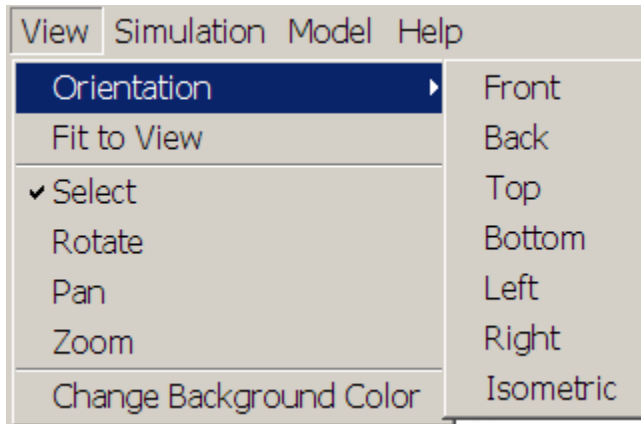 View Simulation Model Help
Orientation
Fit to View
Select
Rotate
Pan
Zoom
Change Background Color
Front
Back
Top
Bottom
Left
Right
Isometric